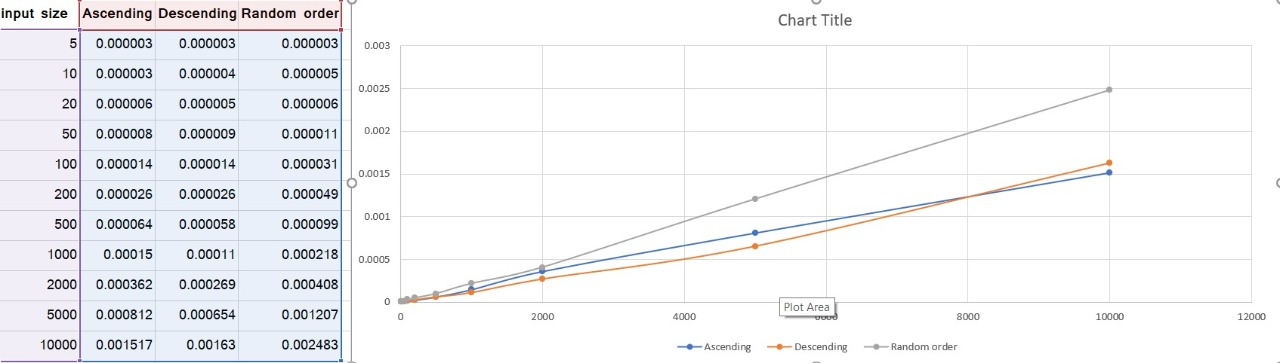 input size Ascending Descending Random order
5 0.000003 0.000003 0.000003
10 0.000003 0.000004 0.000005
20 0.000006 0.000005 0.000006
50 0.000008 0.000009 0.000011
100 0.000014 0.000014 0.000031
200 0.000026 0.000026 0.000049
500 0.000064 0.000058 0.000099
1000 0.00015 0.00011 0.000218
2000 0.000362 0.000269 0.000408
5000 0.000812 0.000654 0.001207
10000 0.001517 0.00163 0.002483
Chart Title
0.003
0.0025
0.002
0.0015
0.001
0.0005
0
Plot Area
0 2000 4000 6000 8000 10000 12000
Ascending Descending Random order